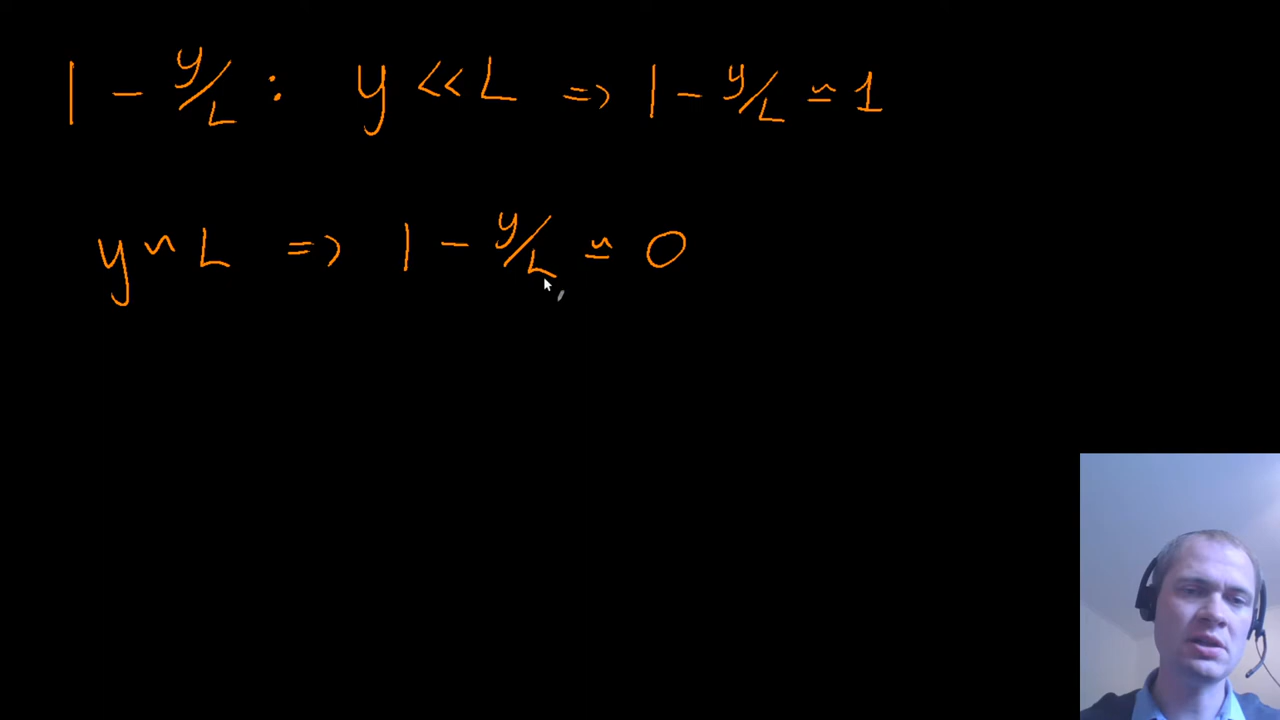 1 - y/L : y << L => 1 - y/L ≃ 1
y ~ L => 1 - y/L ≃ 0